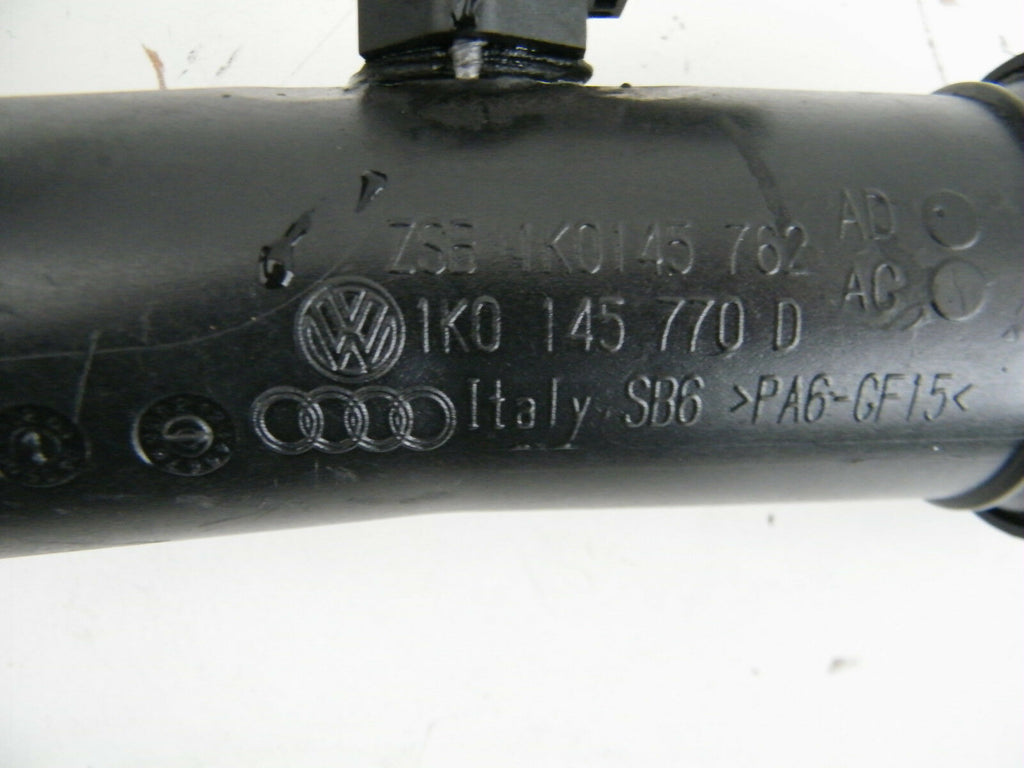 ZSB 1K0145 762 AD
AC
1K0 145 770 D
Italy SB6 >PA6-GF15<